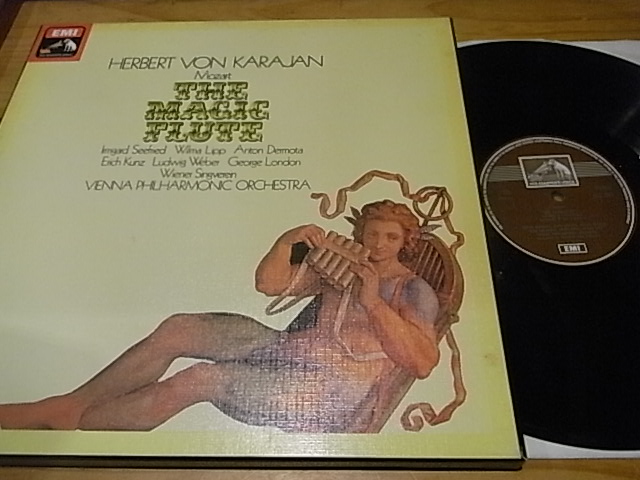 EMI
HERBERT VON KARAJAN
Mozart
THE
MAGIC
FLUTE
Irmgard Seefried Wilma Lipp Anton Dermota
Erich Kunz Ludwig Weber George London
Wiener Singverein
VIENNA PHILHARMONIC ORCHESTRA
EMI